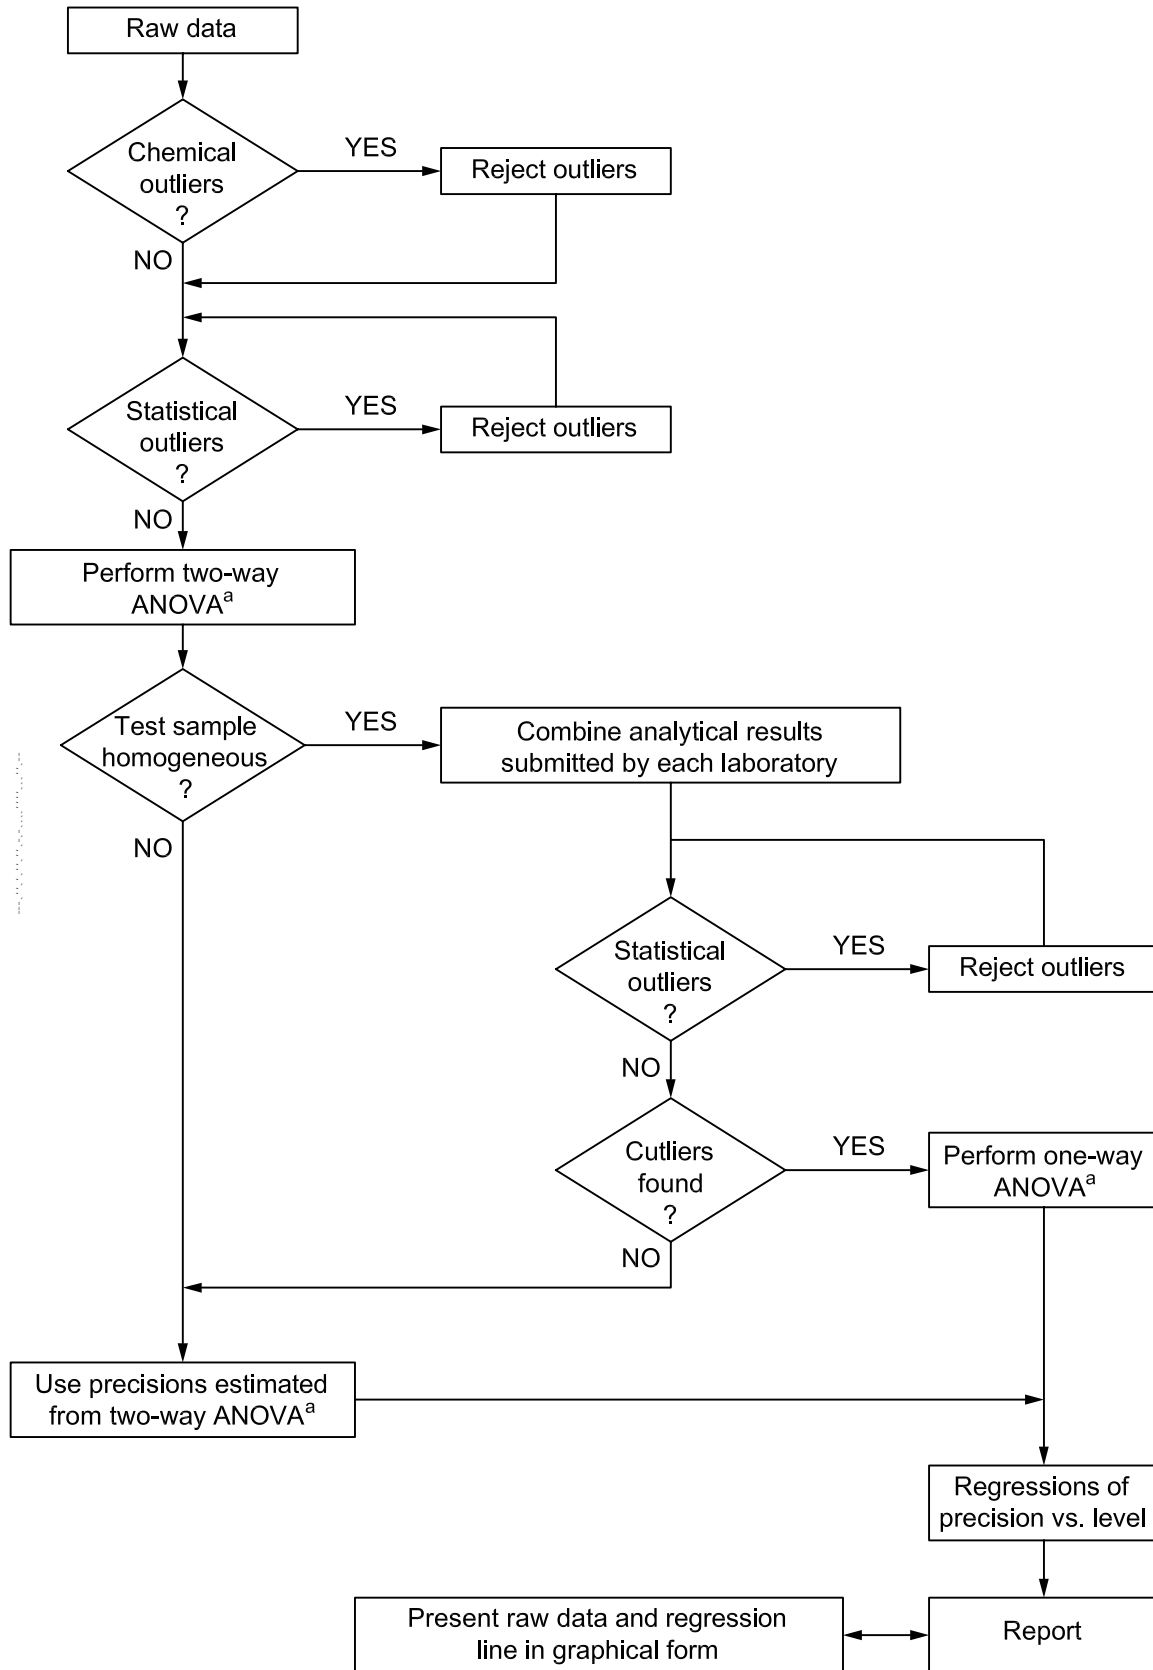 Raw data
Chemical
outliers
?
YES
Reject outliers
NO
Statistical
outliers
?
YES
Reject outliers
NO
Perform two-way
ANOVAᵃ
Test sample
homogeneous
?
YES
Combine analytical results
submitted by each laboratory
NO
Statistical
outliers
?
YES
Reject outliers
NO
Cutliers
found
?
YES
Perform one-way
ANOVAᵃ
NO
Use precisions estimated
from two-way ANOVAᵃ
Regressions of
precision vs. level
Present raw data and regression
line in graphical form
Report